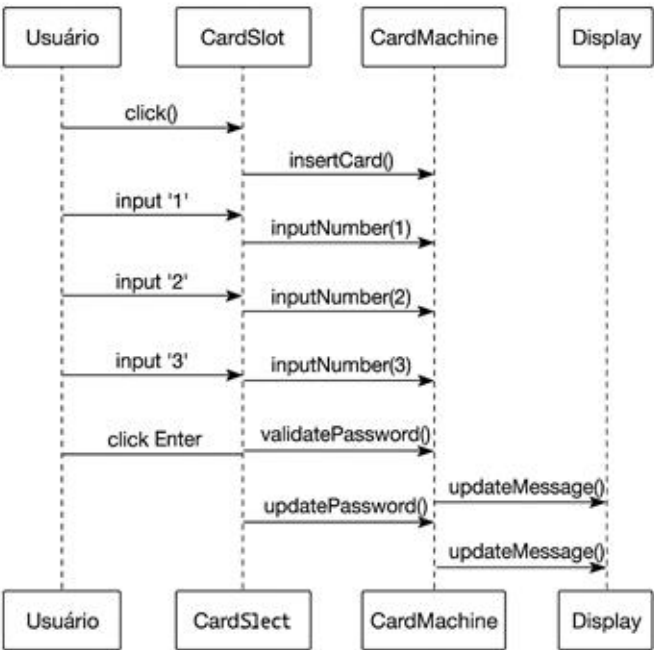 Usuário
CardSlot
CardMachine
Display
click()
insertCard()
input '1'
inputNumber(1)
input '2'
inputNumber(2)
input '3'
inputNumber(3)
click Enter
validatePassword()
updateMessage()
updatePassword()
updateMessage()
Usuário
CardSlect
CardMachine
Display